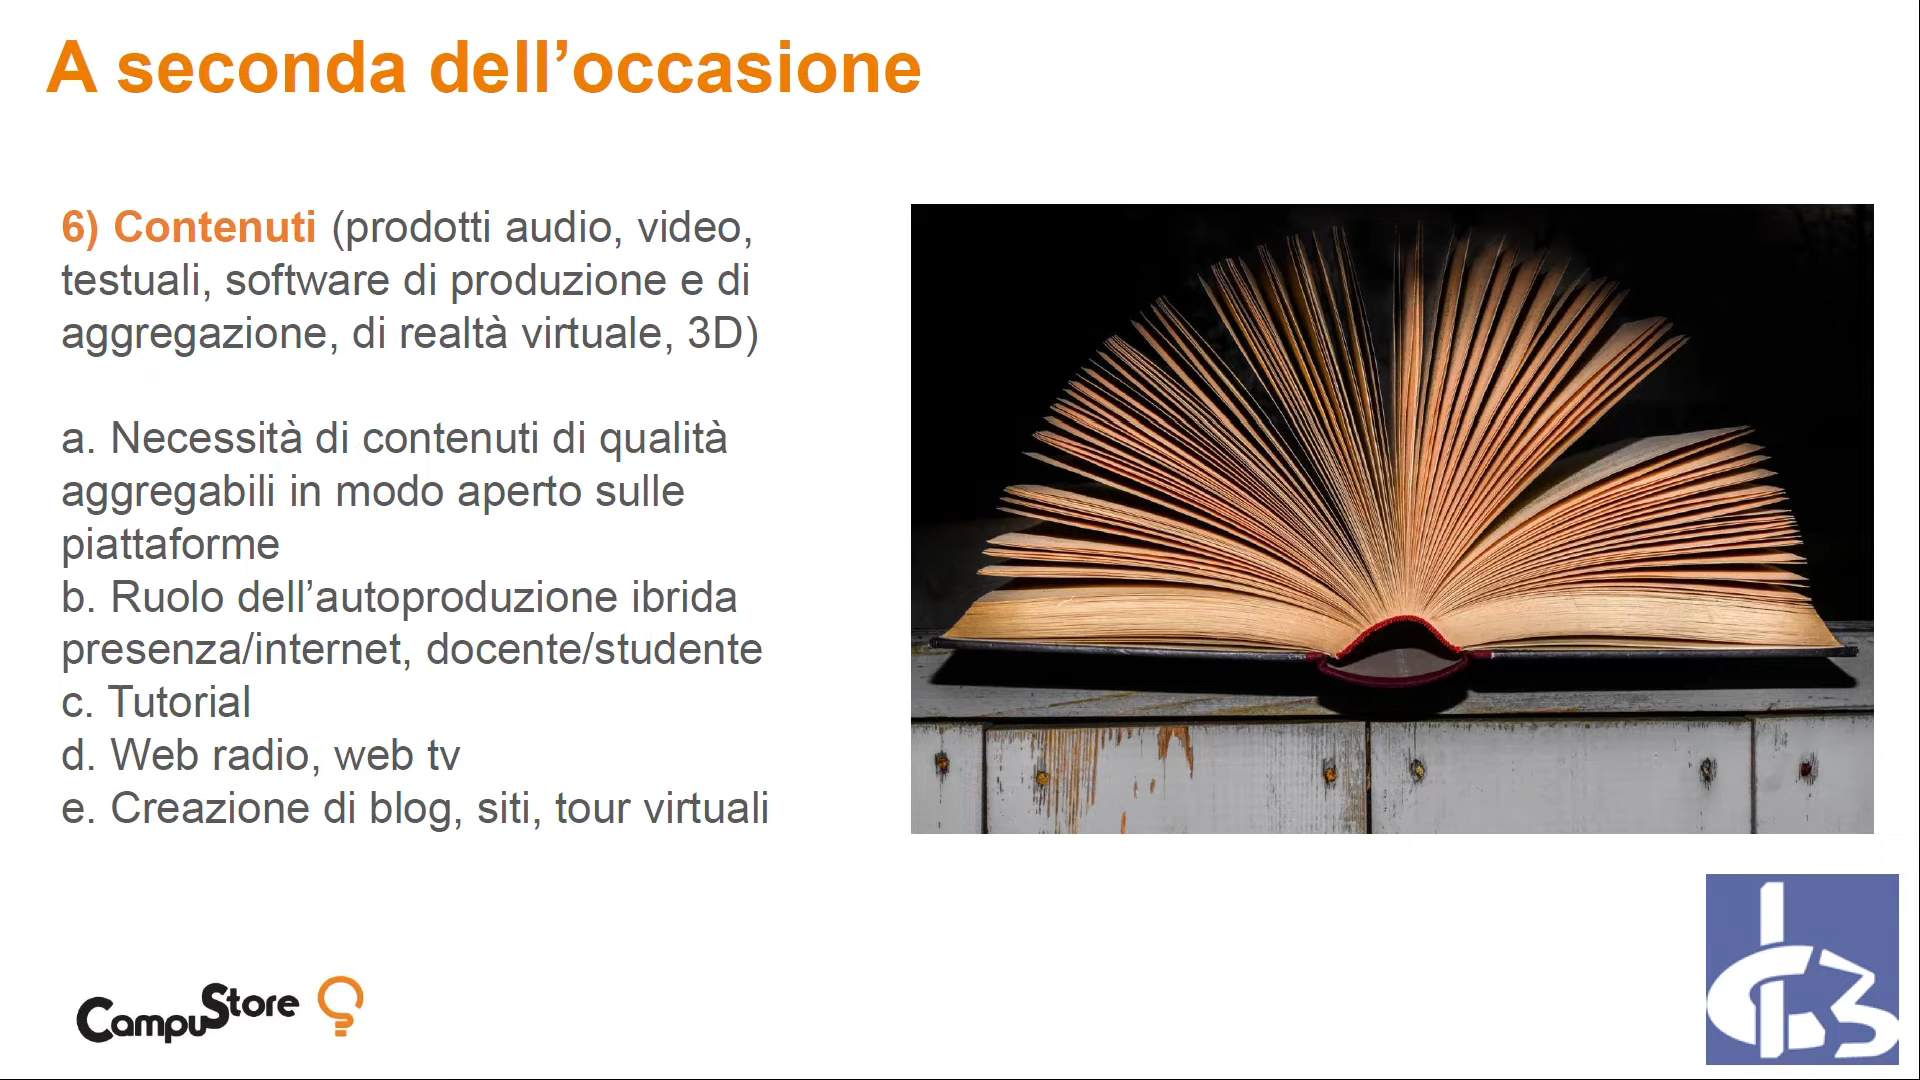 A seconda dell’occasione
6) Contenuti (prodotti audio, video,
testuali, software di produzione e di
aggregazione, di realtà virtuale, 3D)
a. Necessità di contenuti di qualità
aggregabili in modo aperto sulle
piattaforme
b. Ruolo dell’autoproduzione ibrida
presenza/internet, docente/studente
c. Tutorial
d. Web radio, web tv
e. Creazione di blog, siti, tour virtuali
CampuStore